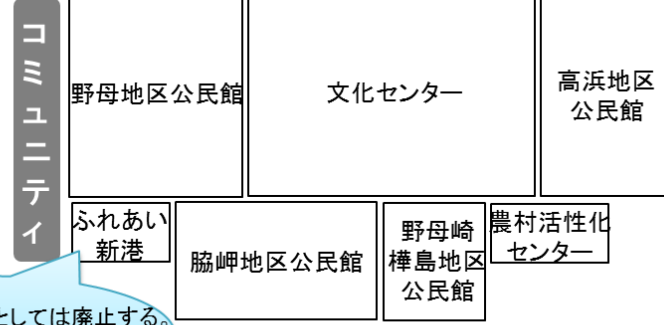 コミュニティ
野母地区公民館
文化センター
高浜地区
公民館
ふれあい
新港
脇岬地区公民館
野母崎
樺島地区
公民館
農村活性化
センター
としては廃止する。